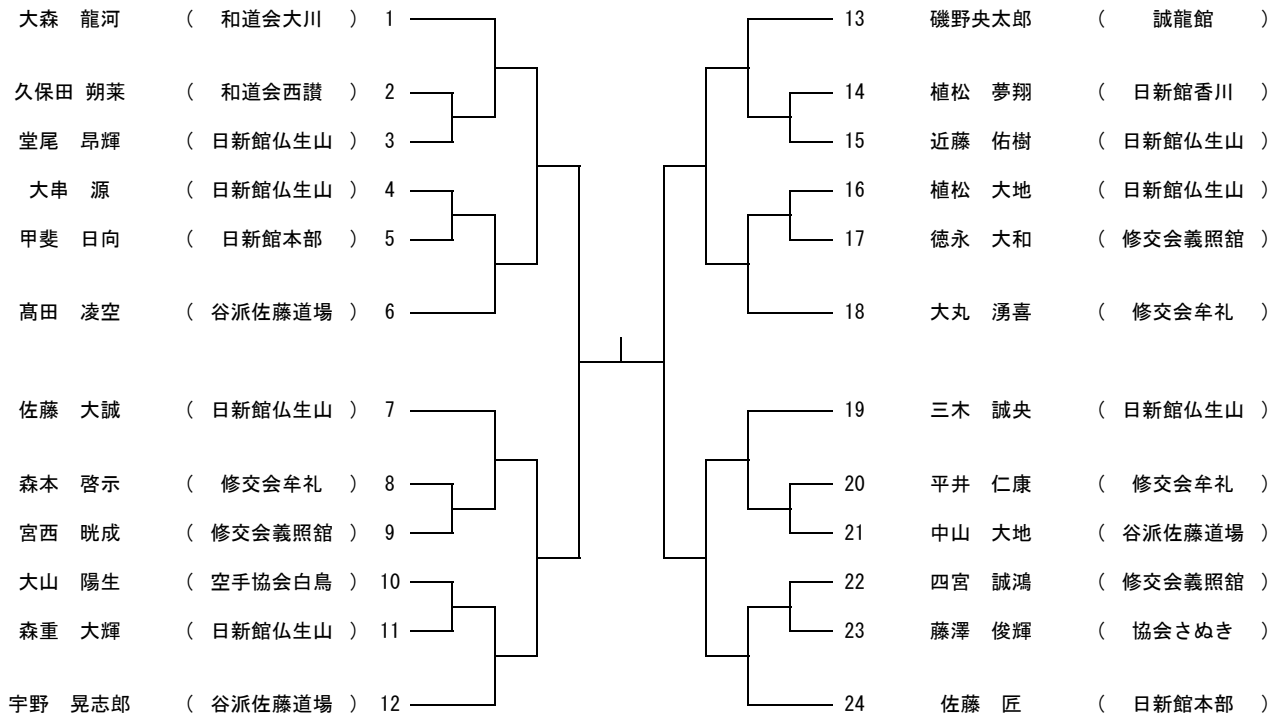 大森 龍河 ( 和道会大川 ) 1
久保田 朔莱 ( 和道会西讃 ) 2
堂尾 昂輝 ( 日新館仏生山 ) 3
大串 源 ( 日新館仏生山 ) 4
甲斐 日向 ( 日新館本部 ) 5
髙田 凌空 ( 谷派佐藤道場 ) 6
佐藤 大誠 ( 日新館仏生山 ) 7
森本 啓示 ( 修交会牟礼 ) 8
宮西 晄成 ( 修交会義照舘 ) 9
大山 陽生 ( 空手協会白鳥 ) 10
森重 大輝 ( 日新館仏生山 ) 11
宇野 晃志郎 ( 谷派佐藤道場 ) 12
13 磯野央太郎 ( 誠龍館 )
14 植松 夢翔 ( 日新館香川 )
15 近藤 佑樹 ( 日新館仏生山 )
16 植松 大地 ( 日新館仏生山 )
17 徳永 大和 ( 修交会義照舘 )
18 大丸 湧喜 ( 修交会牟礼 )
19 三木 誠央 ( 日新館仏生山 )
20 平井 仁康 ( 修交会牟礼 )
21 中山 大地 ( 谷派佐藤道場 )
22 四宮 誠鴻 ( 修交会義照舘 )
23 藤澤 俊輝 ( 協会さぬき )
24 佐藤 匠 ( 日新館本部 )